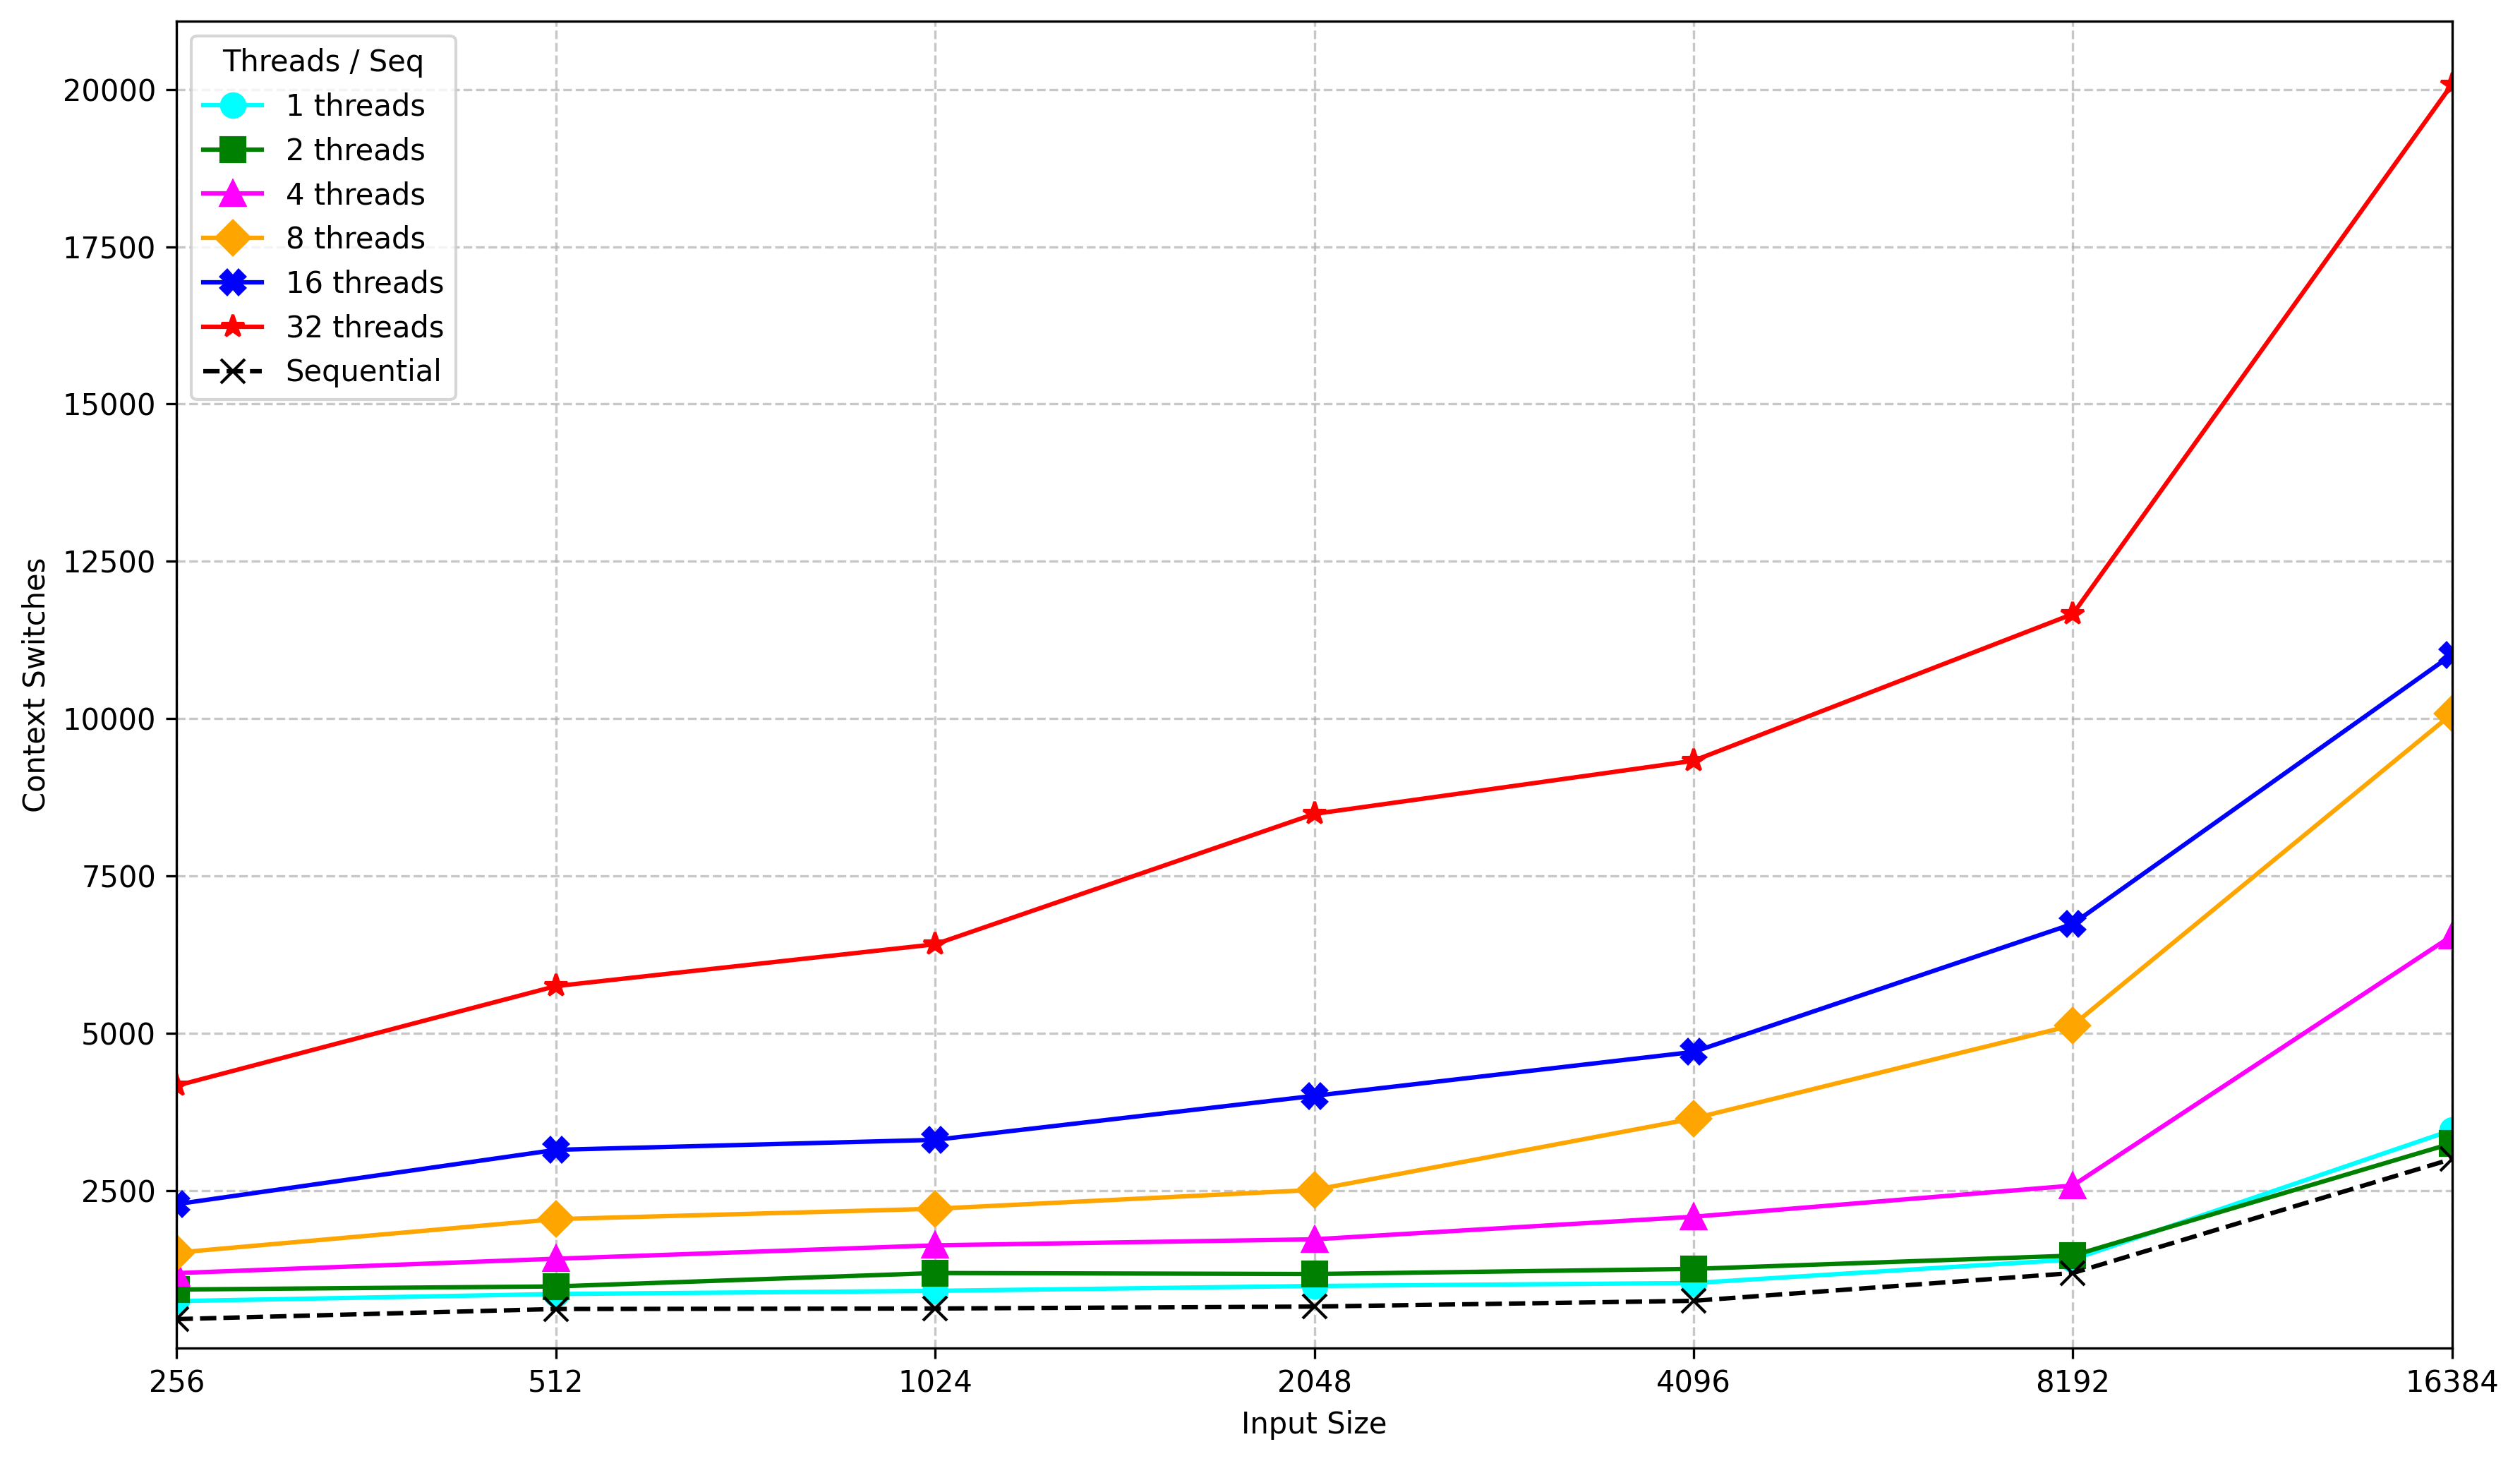 Threads / Seq
1 threads
2 threads
4 threads
8 threads
16 threads
32 threads
Sequential
20000
17500
15000
12500
10000
7500
5000
2500
Context Switches
256 512 1024 2048 4096 8192 16384
Input Size